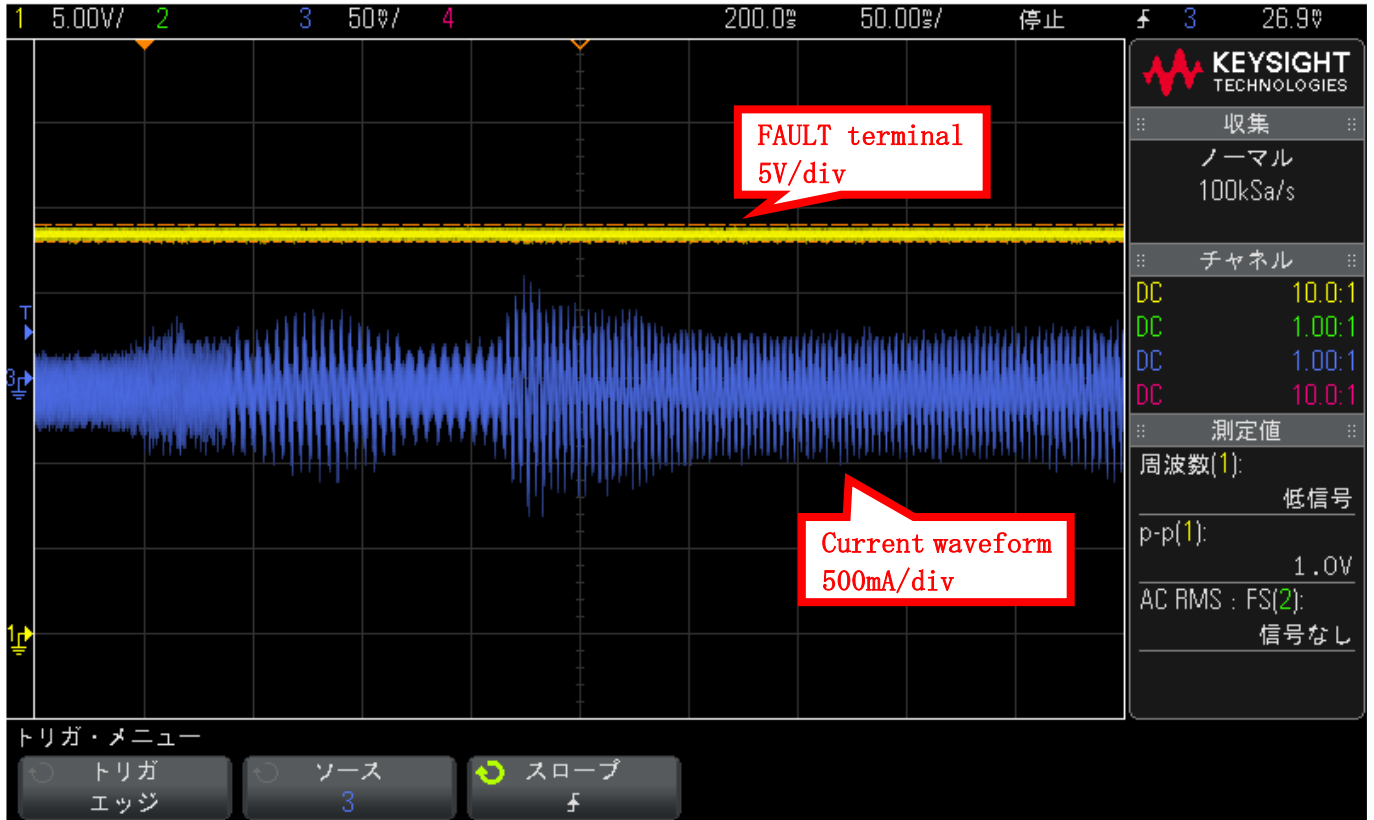 1 5.00V/ 2 3 50mV/ 4 200.0ms 50.00ms/ 停止 3 26.9mV
KEYSIGHT
TECHNOLOGIES
収集
ノーマル
100kSa/s
チャネル
DC 10.0:1
DC 1.00:1
DC 1.00:1
DC 10.0:1
測定値
周波数(1):
低信号
p-p(1):
1.0V
AC RMS : FS(2):
信号なし
FAULT terminal
5V/div
T
3
Current waveform
500mA/div
1
トリガ・メニュー
トリガ
エッジ
ソース
3
スロープ